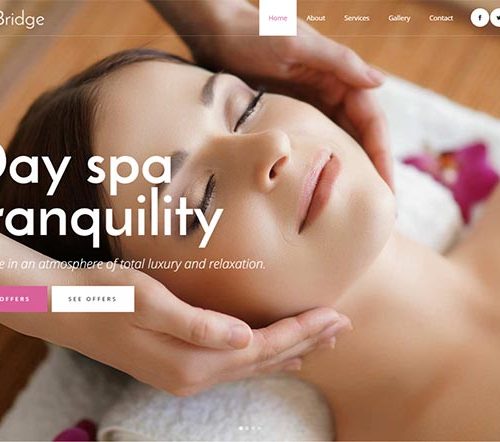 Bridge
Home About Services Gallery Contact
Day spa
ranquility
e in an atmosphere of total luxury and relaxation.
OFFERS SEE OFFERS